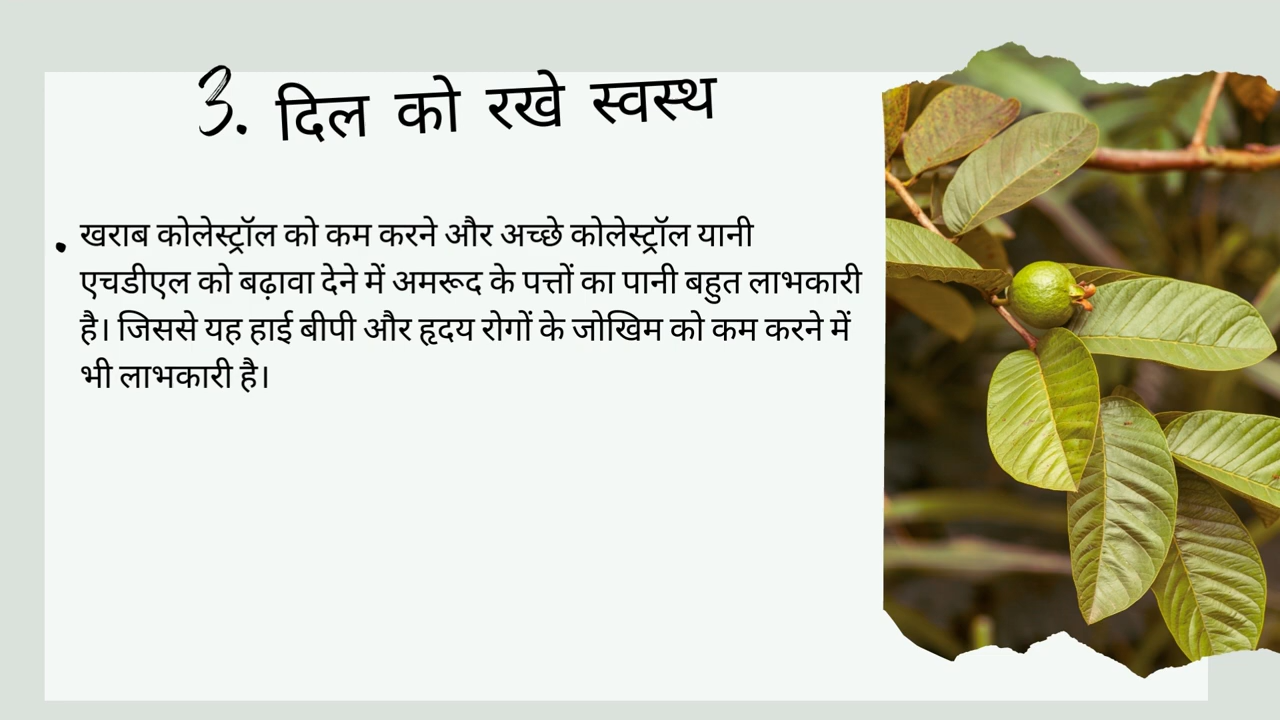 3. दिल को रखे स्वस्थ
• खराब कोलेस्ट्रॉल को कम करने और अच्छे कोलेस्ट्रॉल यानी
एचडीएल को बढ़ावा देने में अमरूद के पत्तों का पानी बहुत लाभकारी
है। जिससे यह हाई बीपी और हृदय रोगों के जोखिम को कम करने में
भी लाभकारी है।